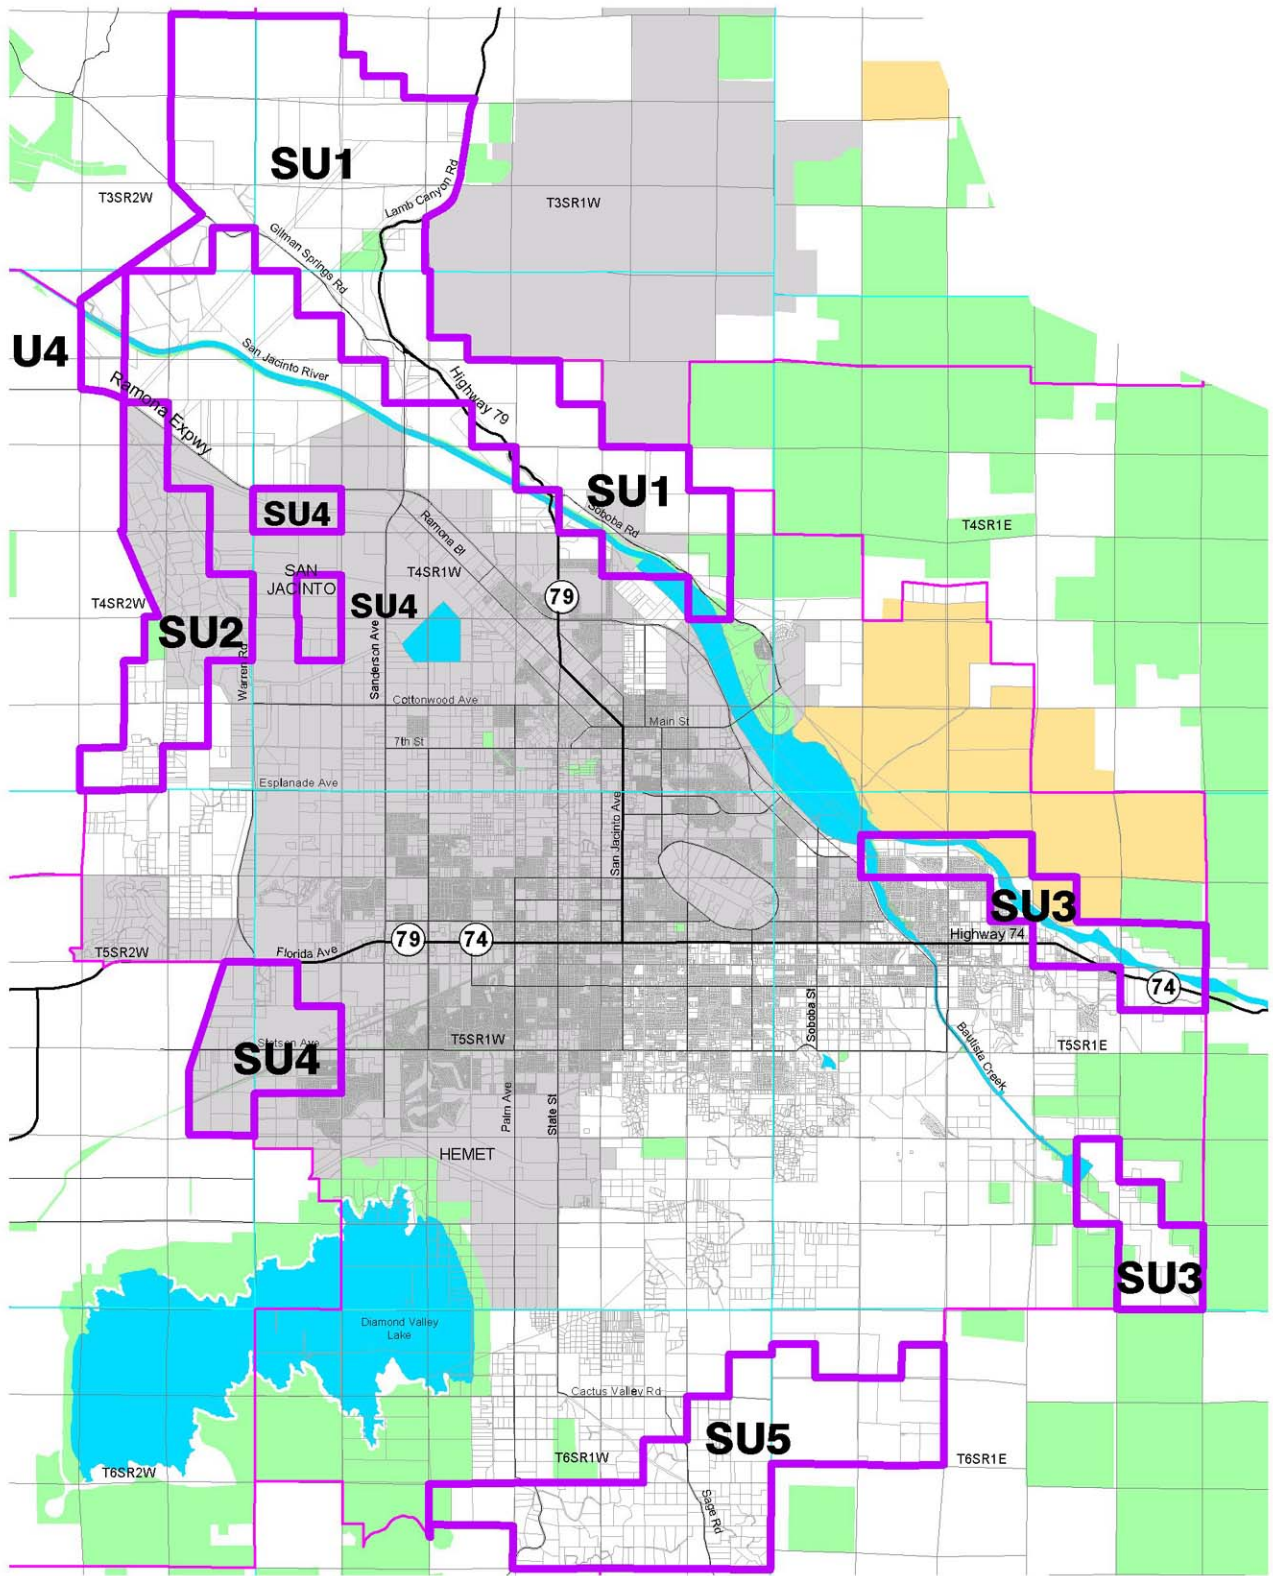 SU1
Lamb Canyon Rd
T3SR2W
T3SR1W
Gilman Springs Rd
U4
San Jacinto River
Ramona Expwy
Highway 79
SU1
SU4
Soboba Rd
Ramona Bl
T4SR1E
SAN
JACINTO
T4SR1W
T4SR2W
SU4
79
SU2
Warren Rd
Sanderson Ave
Cottonwood Ave
Main St
7th St
Esplanade Ave
San Jacinto Ave
SU3
Highway 74
79
74
Florida Ave
T5SR2W
74
Soboba St
Stetson Ave
SU4
T5SR1W
T5SR1E
Bautista Creek
Palm Ave
State St
HEMET
SU3
Diamond Valley
Lake
Cactus Valley Rd
SU5
T6SR1W
T6SR1E
T6SR2W
Sage Rd